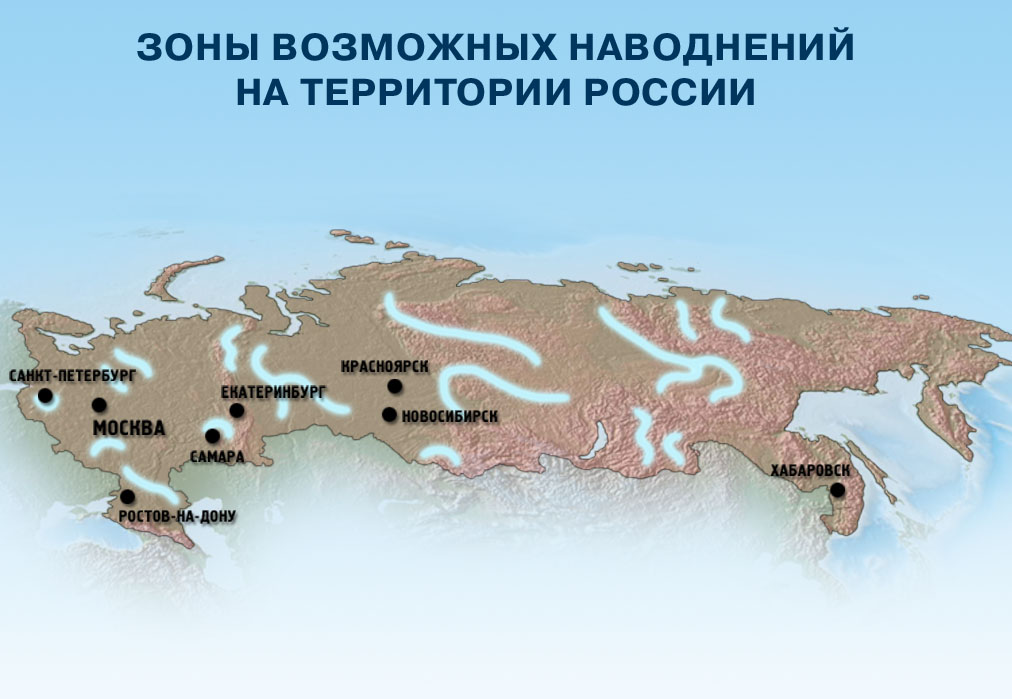 ЗОНЫ ВОЗМОЖНЫХ НАВОДНЕНИЙ
НА ТЕРРИТОРИИ РОССИИ
КРАСНОЯРСК
САНКТ-ПЕТЕРБУРГ
ЕКАТЕРИНБУРГ
НОВОСИБИРСК
МОСКВА
САМАРА
ХАБАРОВСК
РОСТОВ-НА-ДОНУ